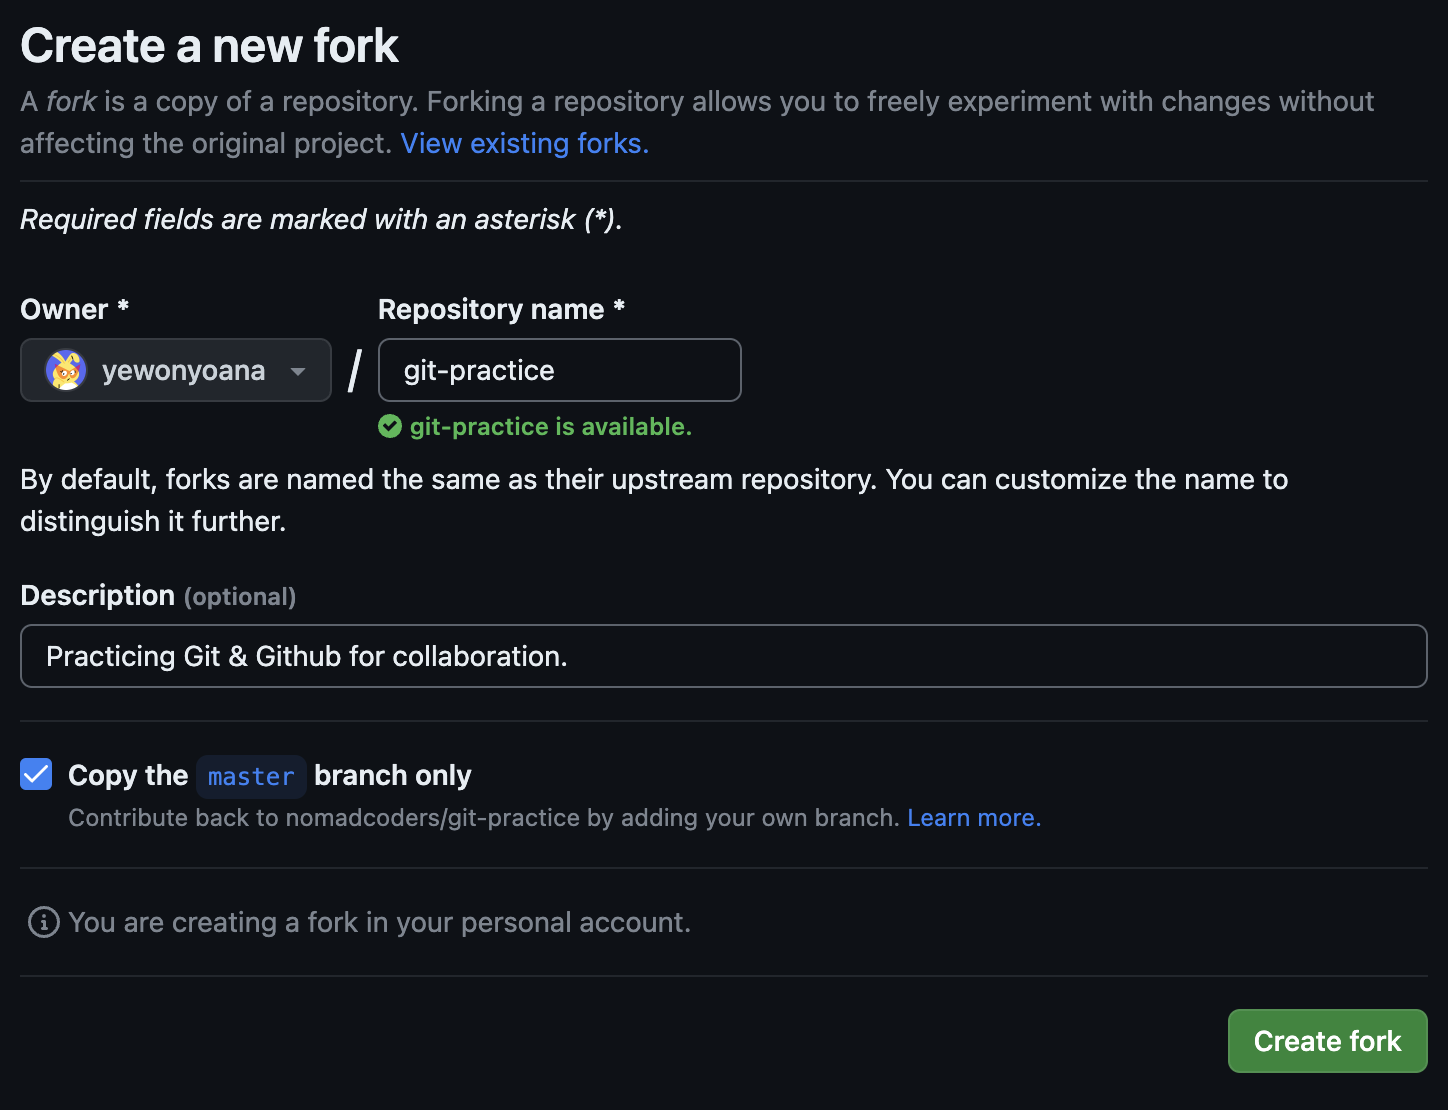 Create a new fork
A fork is a copy of a repository. Forking a repository allows you to freely experiment with changes without
affecting the original project. View existing forks.
Required fields are marked with an asterisk (*).
Owner *
Repository name *
yewonyoana
/
git-practice
git-practice is available.
By default, forks are named the same as their upstream repository. You can customize the name to
distinguish it further.
Description (optional)
Practicing Git & Github for collaboration.
Copy the master branch only
Contribute back to nomadcoders/git-practice by adding your own branch. Learn more.
You are creating a fork in your personal account.
Create fork